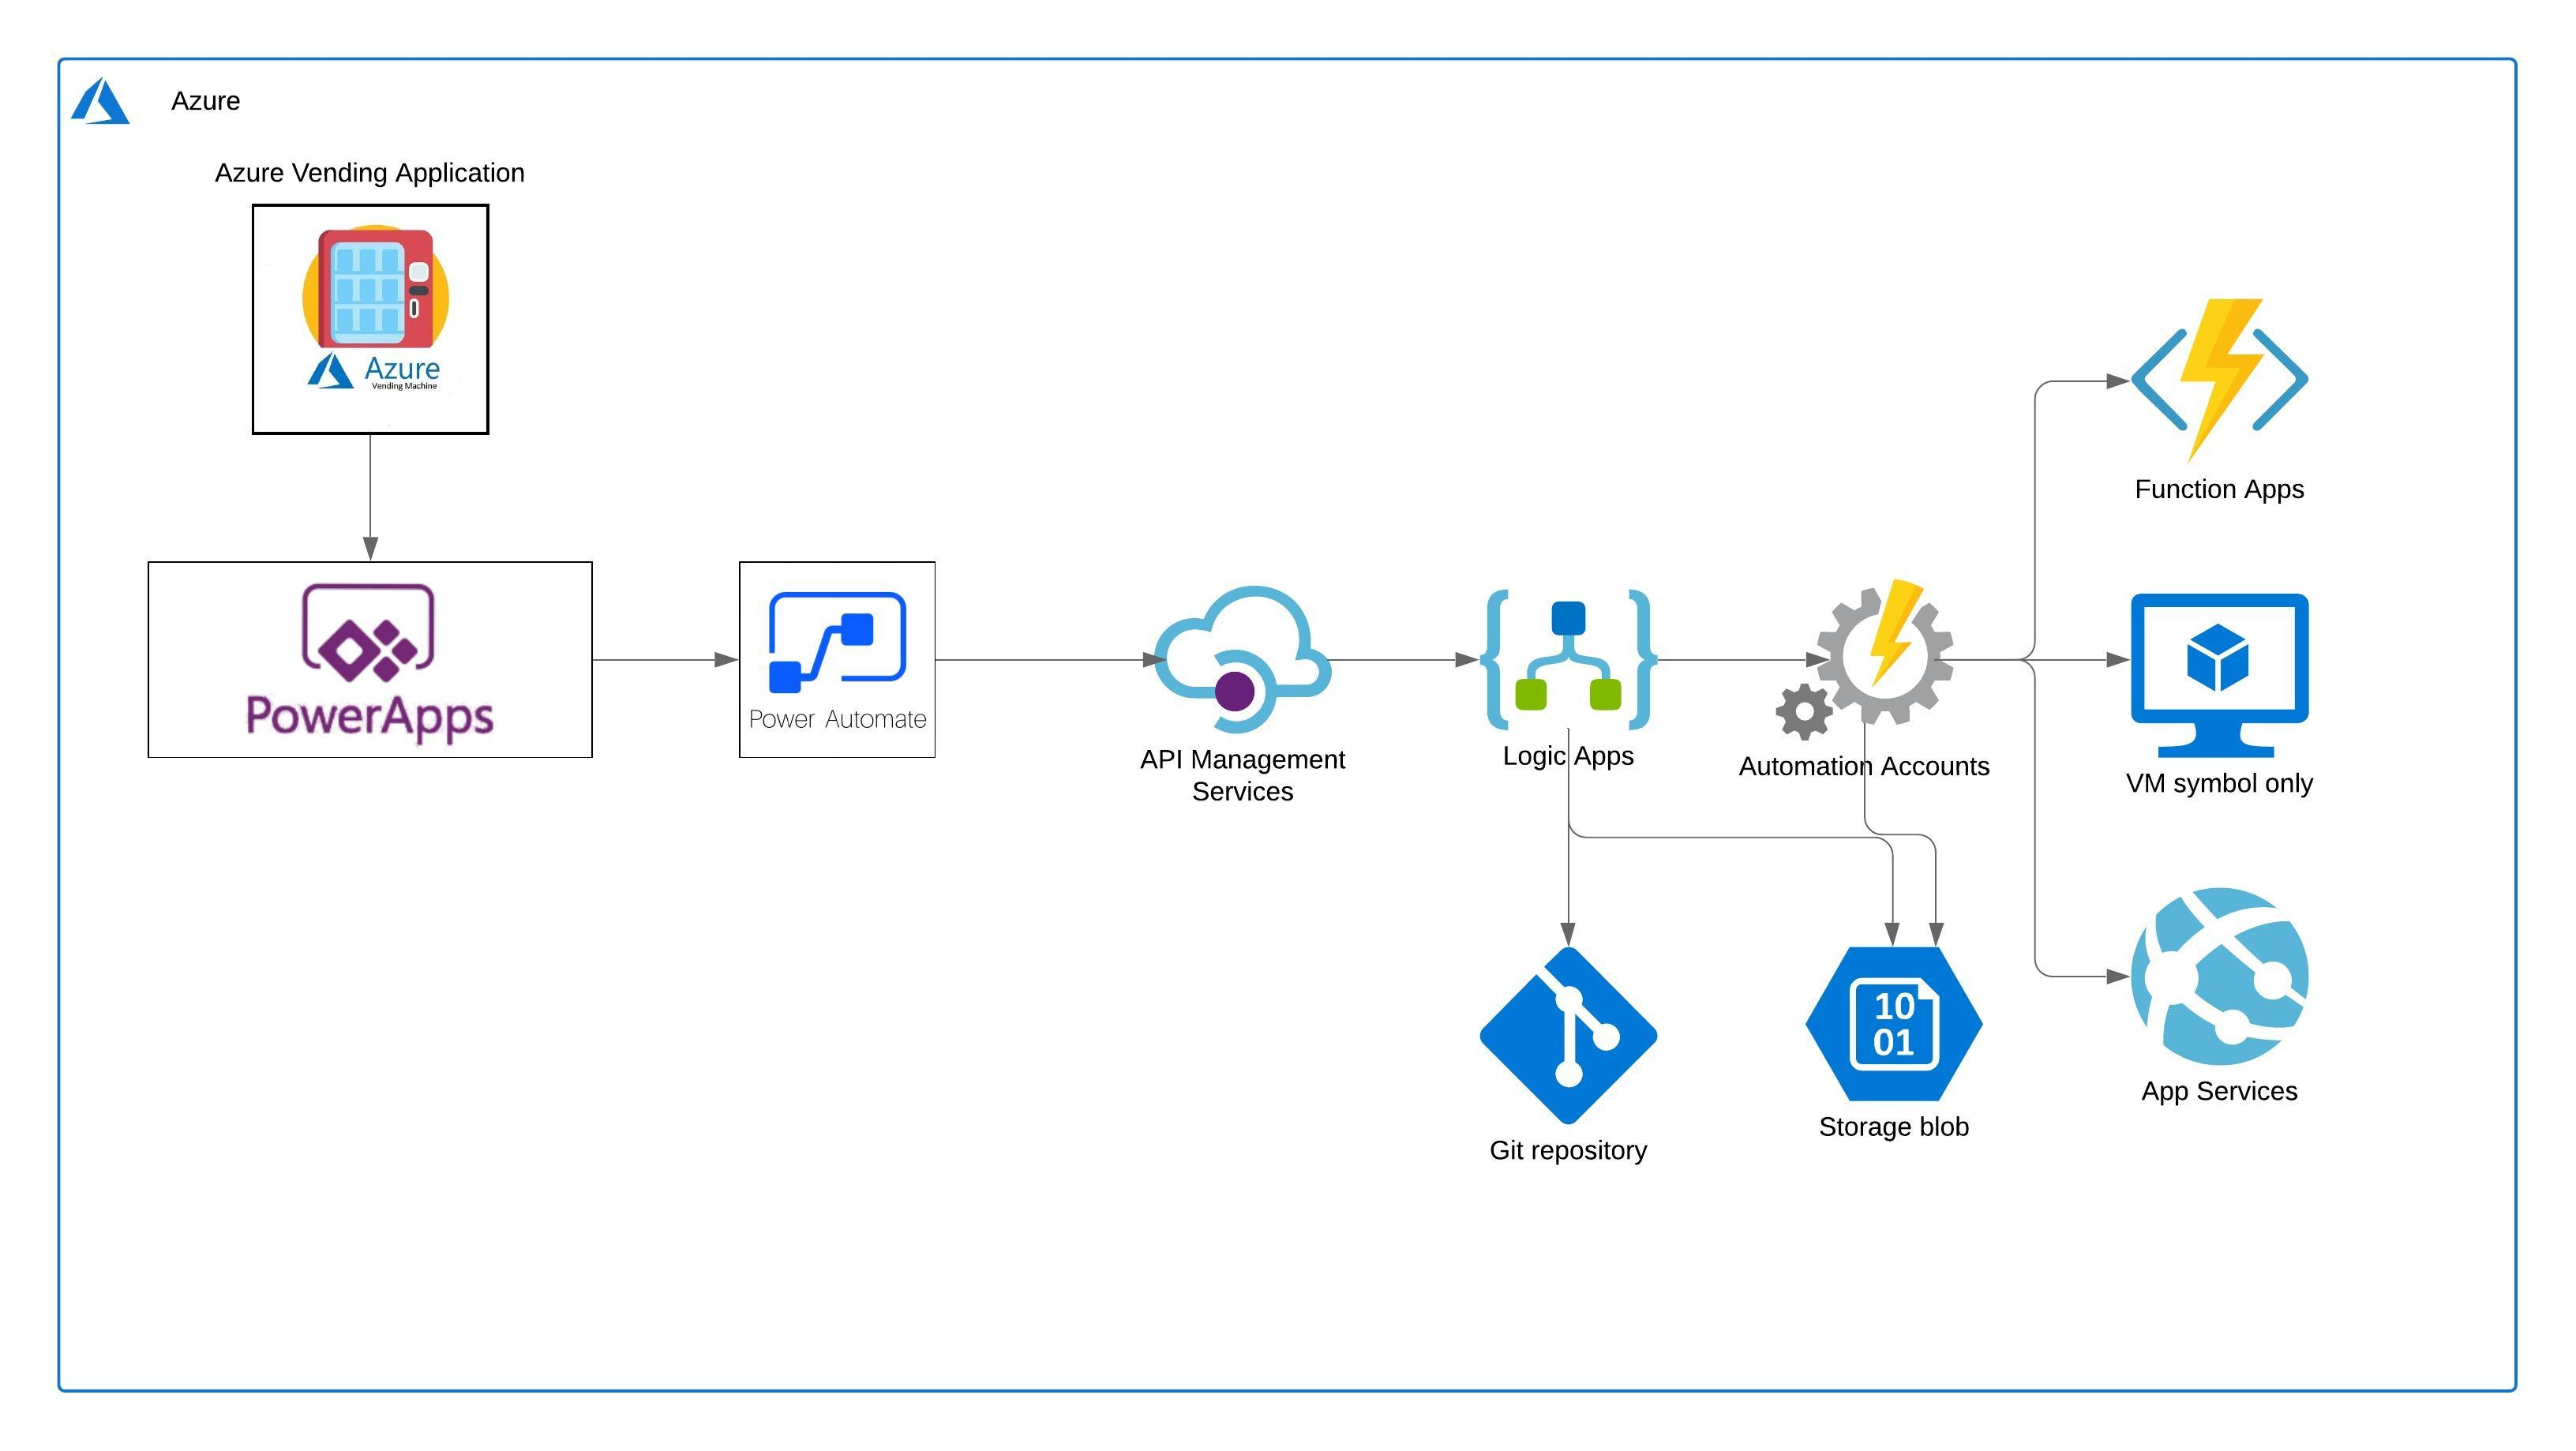 Azure
Azure Vending Application
Azure
Vending Machine
PowerApps
Power Automate
API Management
Services
Logic Apps
Automation Accounts
Function Apps
VM symbol only
App Services
Git repository
10
01
Storage blob